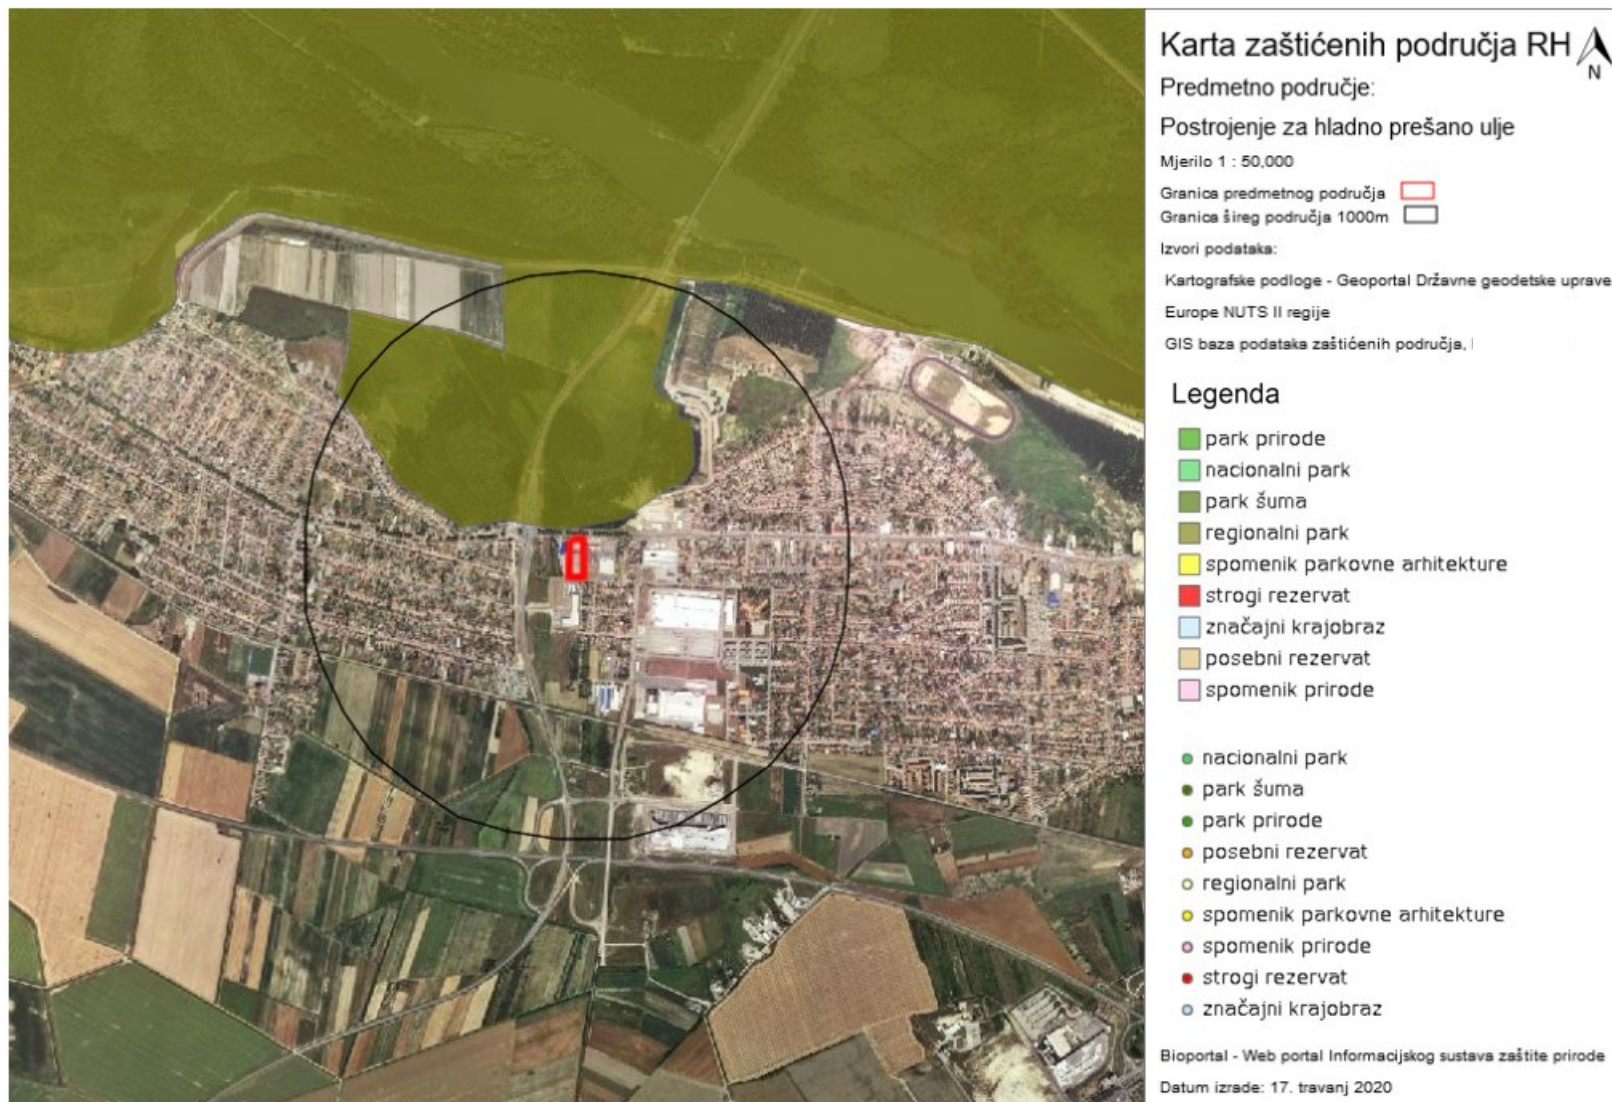 Karta zaštićenih područja RH
N
Predmetno područje:
Postrojenje za hladno prešano ulje
Mjerilo 1 : 50,000
Granica predmetnog područja
Granica šireg područja 1000m
Izvori podataka:
Kartografske podloge - Geoportal Državne geodetske uprave
Europe NUTS II regije
GIS baza podataka zaštićenih područja,
Legenda
park prirode
nacionalni park
park šuma
regionalni park
spomenik parkovne arhitekture
strogi rezervat
značajni krajobraz
posebni rezervat
spomenik prirode
nacionalni park
park šuma
park prirode
posebni rezervat
regionalni park
spomenik parkovne arhitekture
spomenik prirode
strogi rezervat
značajni krajobraz
Bioportal - Web portal Informacijskog sustava zaštite prirode
Datum izrade: 17. travanj 2020